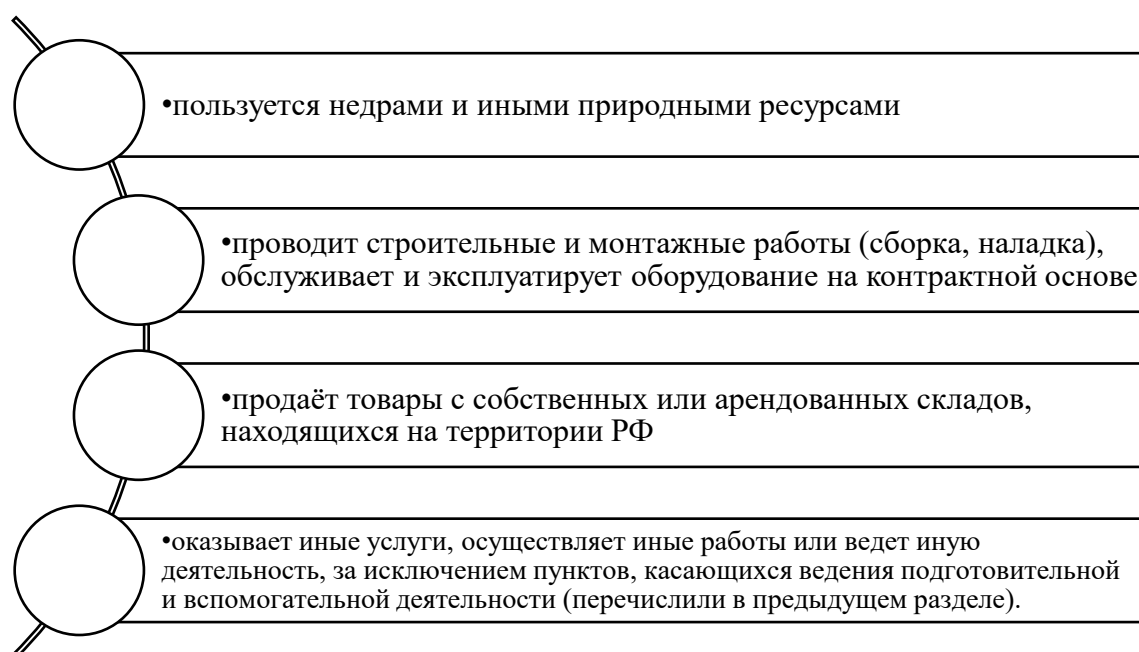 •пользуется недрами и иными природными ресурсами
•проводит строительные и монтажные работы (сборка, наладка),
обслуживает и эксплуатирует оборудование на контрактной основе
•продаёт товары с собственных или арендованных складов,
находящихся на территории РФ
•оказывает иные услуги, осуществляет иные работы или ведет иную
деятельность, за исключением пунктов, касающихся ведения подготовительной
и вспомогательной деятельности (перечислили в предыдущем разделе).